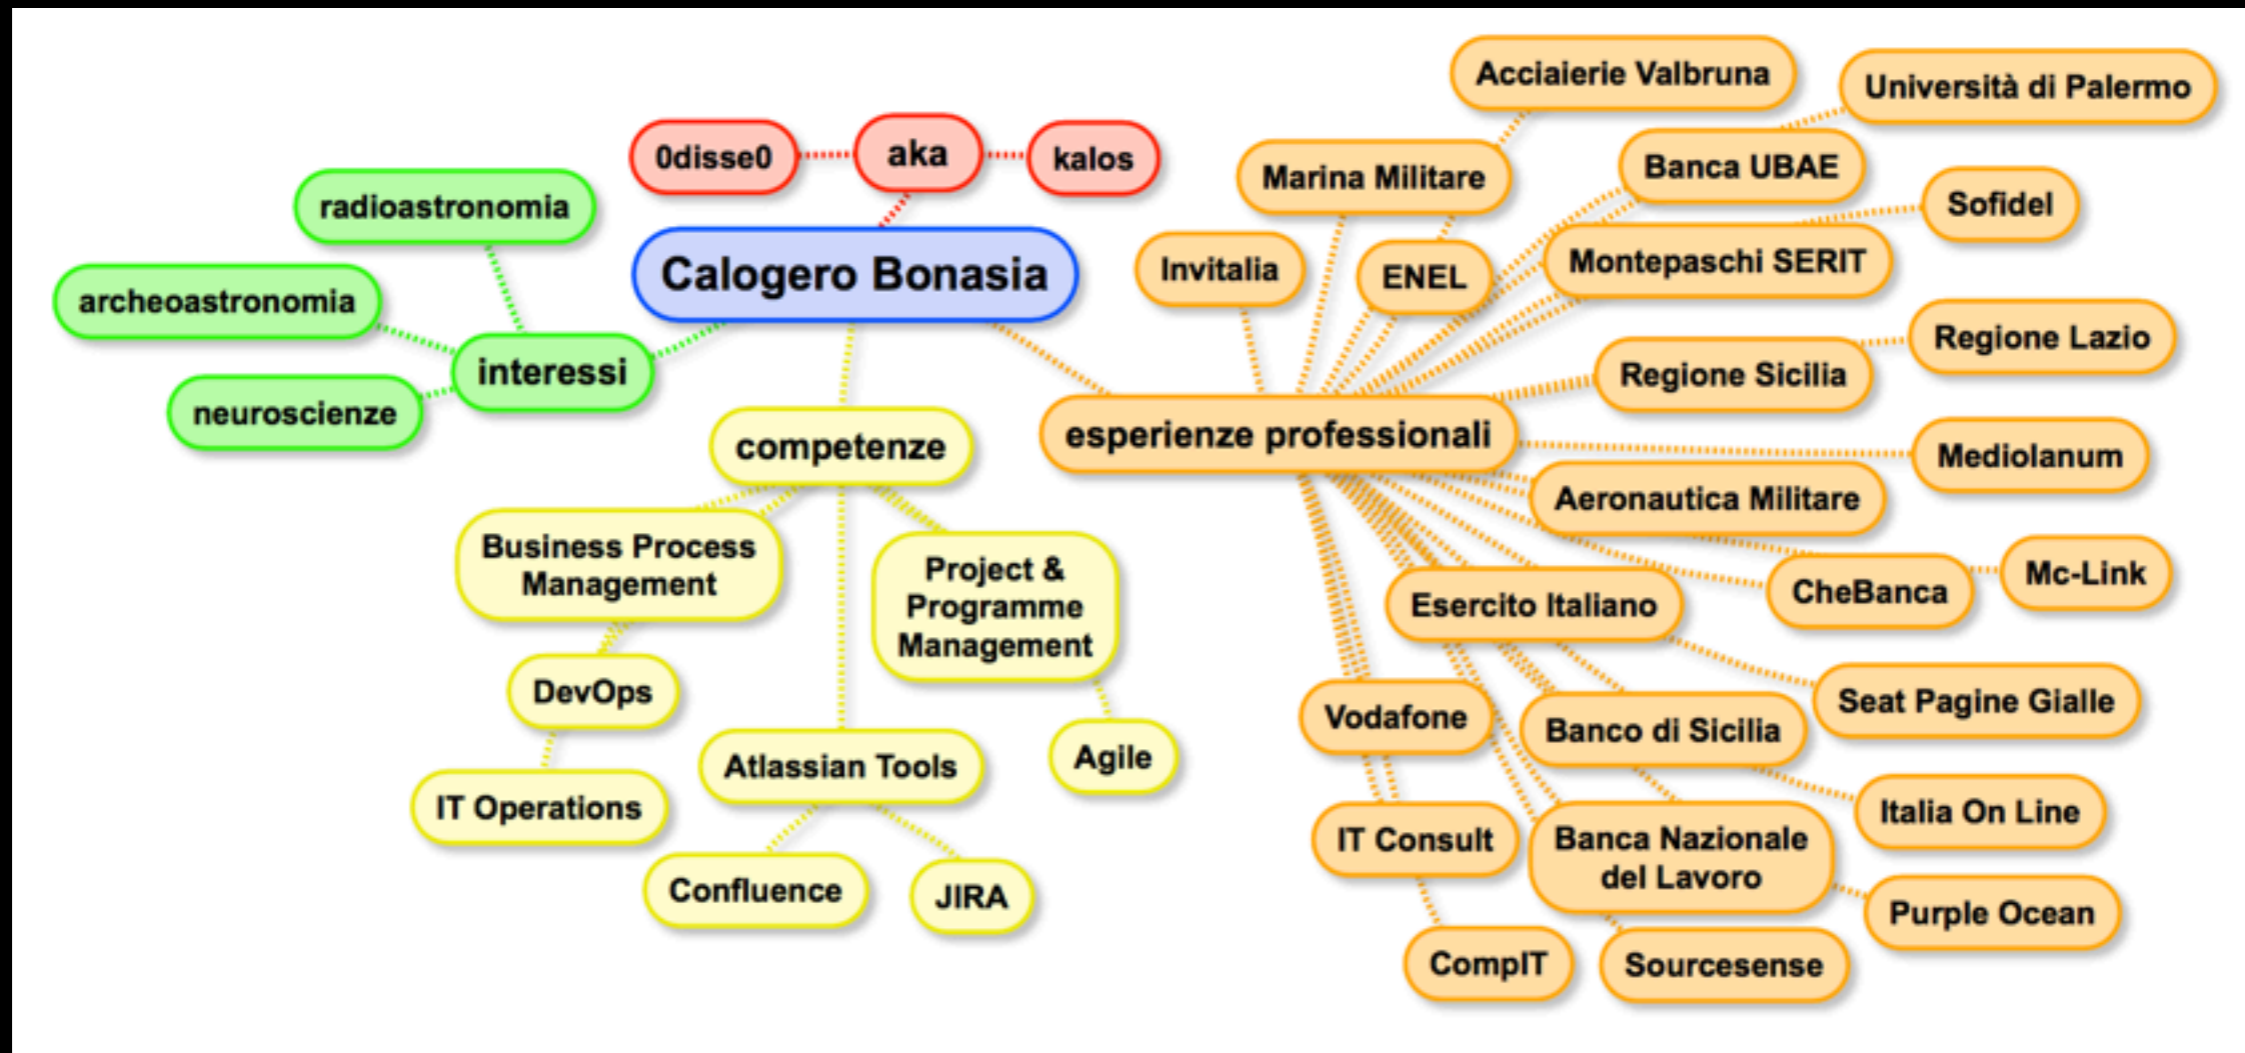 Calogero Bonasia
aka
0disse0
kalos
interessi
radioastronomia
archeoastronomia
neuroscienze
competenze
Business Process
Management
DevOps
IT Operations
Atlassian Tools
Confluence
JIRA
Project &
Programme
Management
Agile
esperienze professionali
Acciaierie Valbruna
Università di Palermo
Marina Militare
Banca UBAE
Sofidel
Invitalia
ENEL
Montepaschi SERIT
Regione Lazio
Regione Sicilia
Mediolanum
Aeronautica Militare
Mc-Link
CheBanca
Esercito Italiano
Seat Pagine Gialle
Vodafone
Banco di Sicilia
Italia On Line
IT Consult
Banca Nazionale
del Lavoro
Purple Ocean
CompIT
Sourcesense